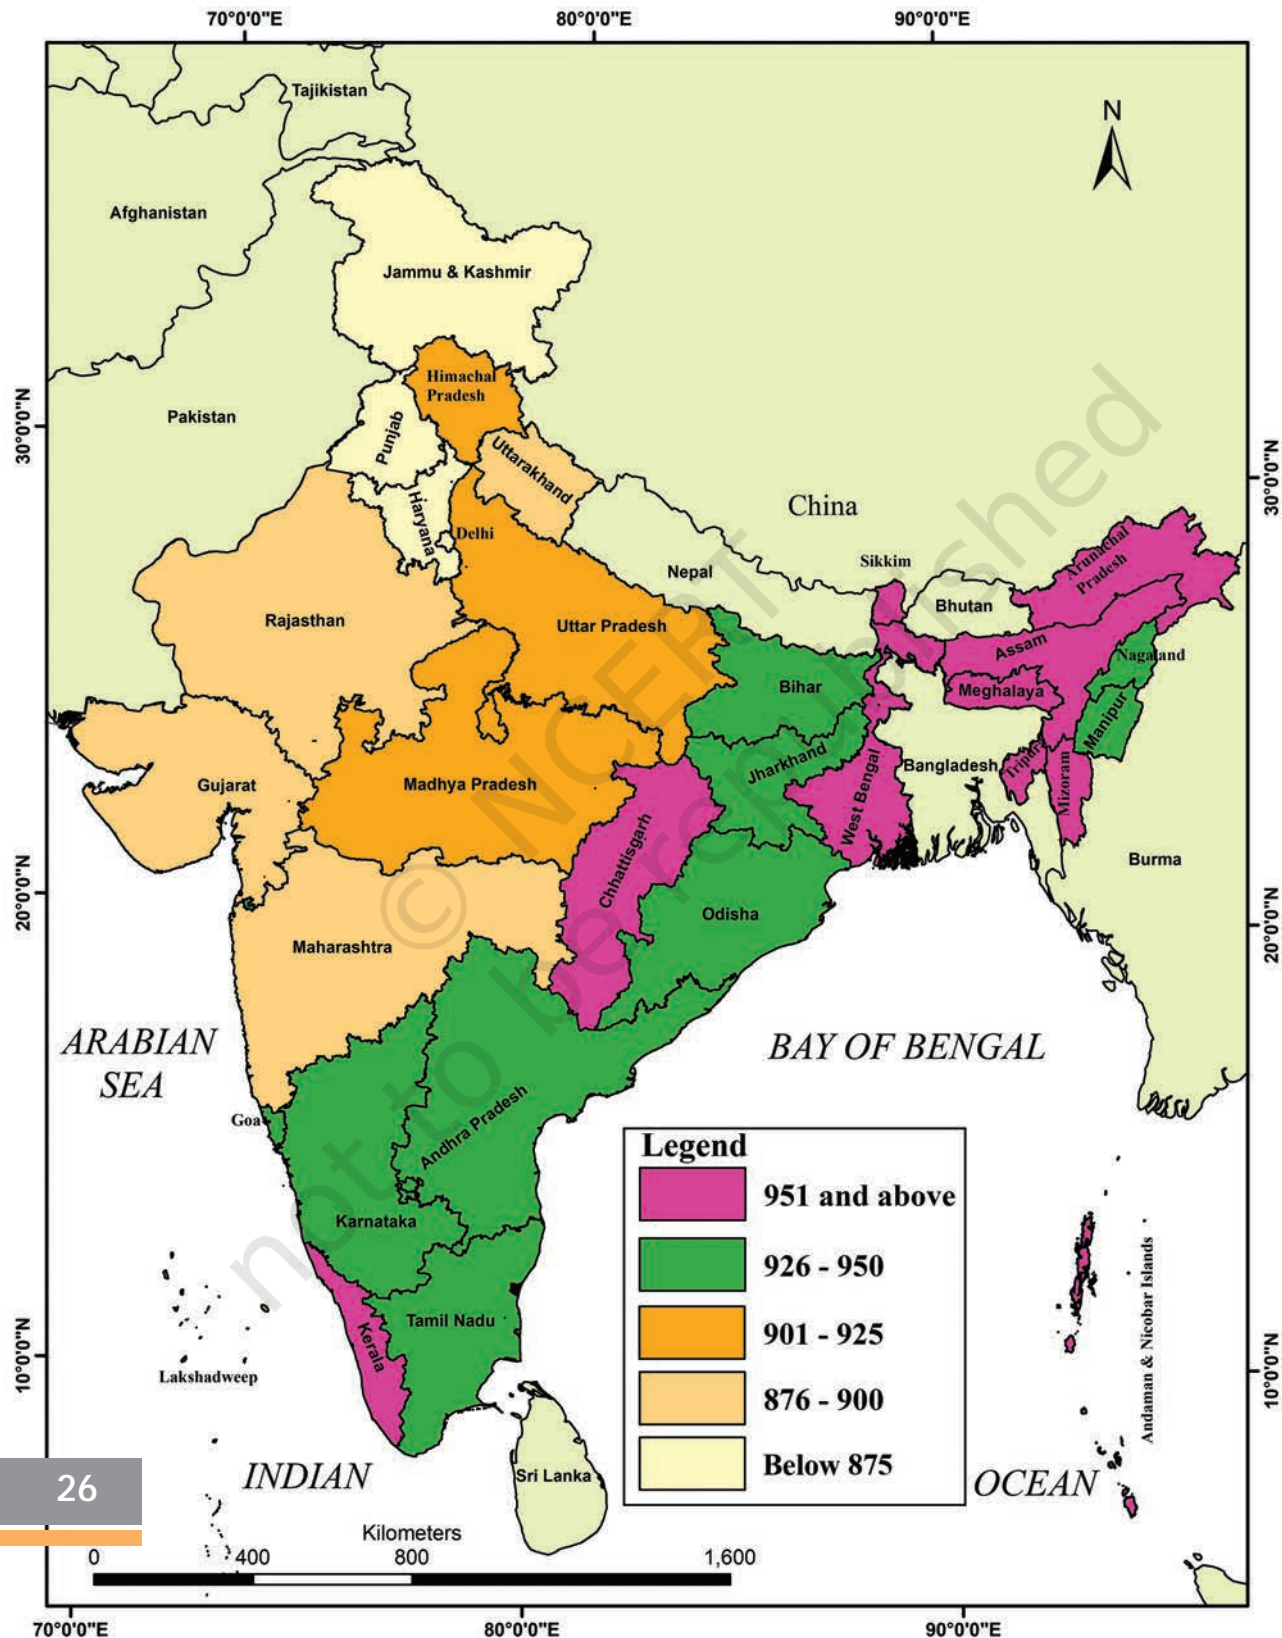 70°0'0"E
80°0'0"E
90°0'0"E
N
Tajikistan
Afghanistan
Jammu & Kashmir
Himachal
Pradesh
Pakistan
Punjab
30°0'0"N
30°0'0"N
Uttarakhand
Haryana
Delhi
China
Nepal
Sikkim
Bhutan
Arunachal
Pradesh
Rajasthan
Uttar Pradesh
Assam
Nagaland
Bihar
Meghalaya
Manipur
Jharkhand
Bangladesh
Tripura
Mizoram
Gujarat
Madhya Pradesh
West Bengal
Chhattisgarh
Burma
20°0'0"N
20°0'0"N
Odisha
Maharashtra
ARABIAN
SEA
BAY OF BENGAL
Goa
Andhra Pradesh
Karnataka
Tamil Nadu
Kerala
Lakshadweep
10°0'0"N
10°0'0"N
Andaman & Nicobar Islands
Legend
951 and above
926 - 950
901 - 925
876 - 900
Below 875
INDIAN
OCEAN
Sri Lanka
26
Kilometers
0 400 800 1,600
70°0'0"E
80°0'0"E
90°0'0"E
© NCERT
not to be republished